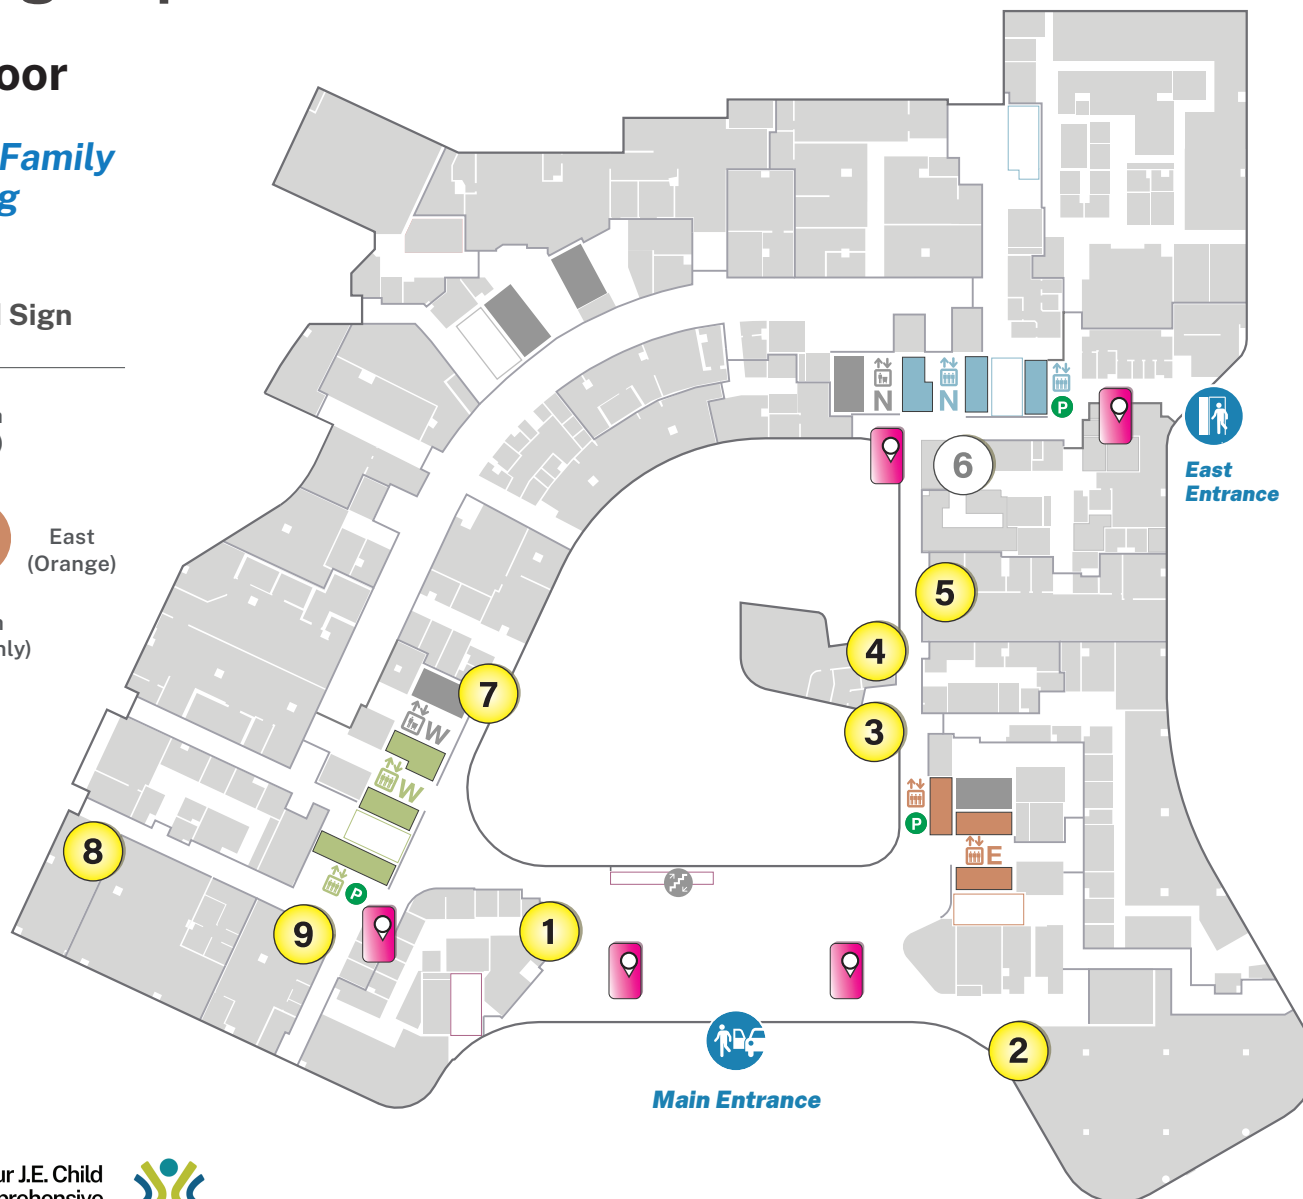 oor
Family
g
Sign
East
(Orange)
nly)
N
N
P
6
East
Entrance
5
4
7
W
3
W
P
E
8
P
9
1
2
Main Entrance
ur J.E. Child
prehensive